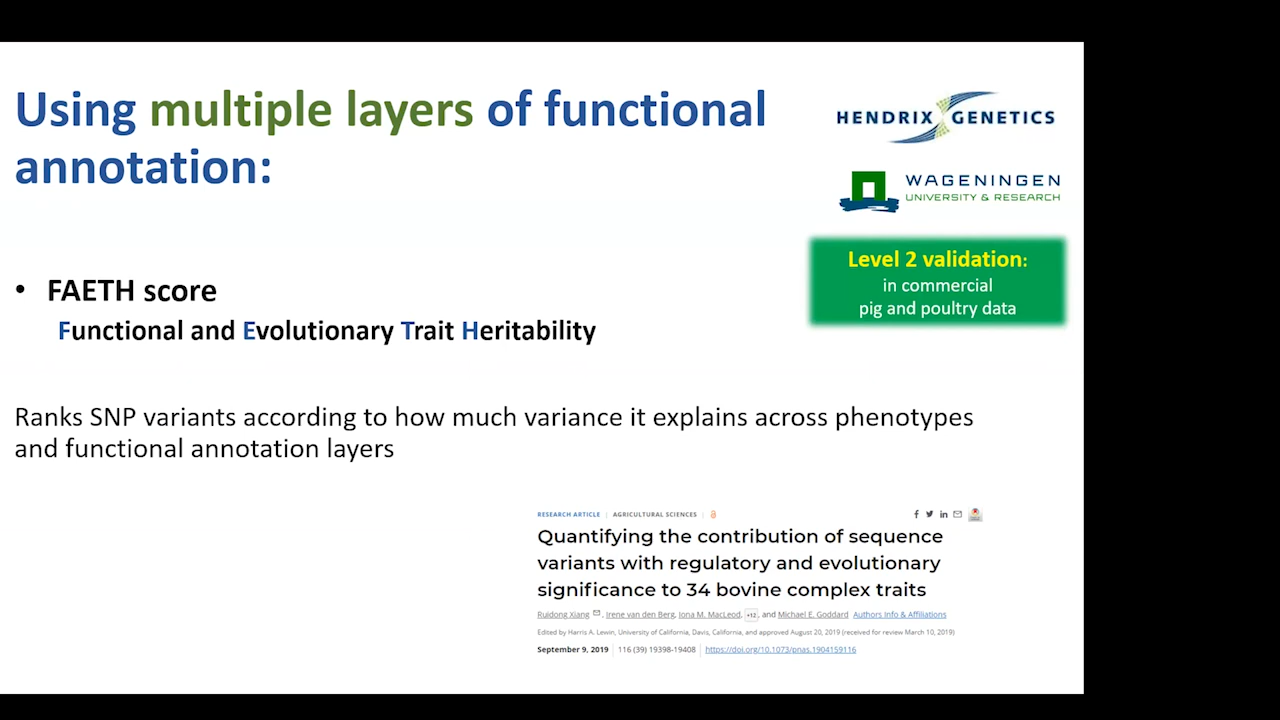 Using multiple layers of functional
annotation:
HENDRIX GENETICS
WAGENINGEN
UNIVERSITY & RESEARCH
Level 2 validation:
in commercial
pig and poultry data
• FAETH score
Functional and Evolutionary Trait Heritability
Ranks SNP variants according to how much variance it explains across phenotypes
and functional annotation layers
RESEARCH ARTICLE | AGRICULTURAL SCIENCES
Quantifying the contribution of sequence
variants with regulatory and evolutionary
significance to 34 bovine complex traits
Ruidong Xiang, Irene van den Berg, Iona M. MacLeod, +12, and Michael E. Goddard Authors Info & Affiliations
Edited by Harris A. Lewin, University of California, Davis, California, and approved August 20, 2019 (received for review March 10, 2019)
September 9, 2019 | 116 (39) 19398-19408 | https://doi.org/10.1073/pnas.1904159116